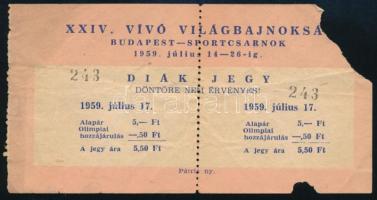 XXIV. VÍVÓ VILÁGBAJNOKSÁ
BUDAPEST—SPORTCSARNOK
1959. július 14—26-ig.
243
DIÁK JEGY
DÖNTŐRE NEM ÉRVÉNYES!
243
1959. július 17.
Alapár 5,— Ft
Olimpiai
hozzájárulás —,50 Ft
A jegy ára 5,50 Ft
1959. július 17.
Alapár 5,— Ft
Olimpiai
hozzájárulás —,50 Ft
A jegy ára 5,50 Ft
Pátria ny.